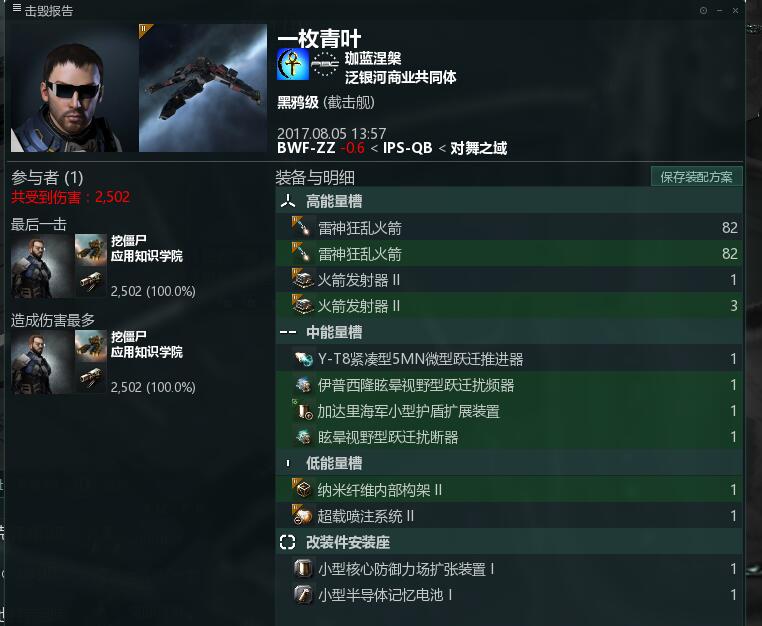 击毁报告
一枚青叶
珈蓝涅槃
泛银河商业共同体
黑鸦级 (截击舰)
2017.08.05 13:57
BWF-ZZ -0.6 < IPS-QB < 对舞之域
参与者 (1)
共受到伤害：2,502
最后一击
挖僵尸
应用知识学院
2,502 (100.0%)
造成伤害最多
挖僵尸
应用知识学院
2,502 (100.0%)
装备与明细
保存装配方案
高能量槽
雷神狂乱火箭 82
雷神狂乱火箭 82
火箭发射器 II 1
火箭发射器 II 3
中能量槽
Y-T8紧凑型5MN微型跃迁推进器 1
伊普西隆眩晕视野型跃迁扰频器 1
加达里海军小型护盾扩展装置 1
眩晕视野型跃迁扰断器 1
低能量槽
纳米纤维内部构架 II 1
超载喷注系统 II 1
改装件安装座
小型核心防御力场扩张装置 I 1
小型半导体记忆电池 I 1